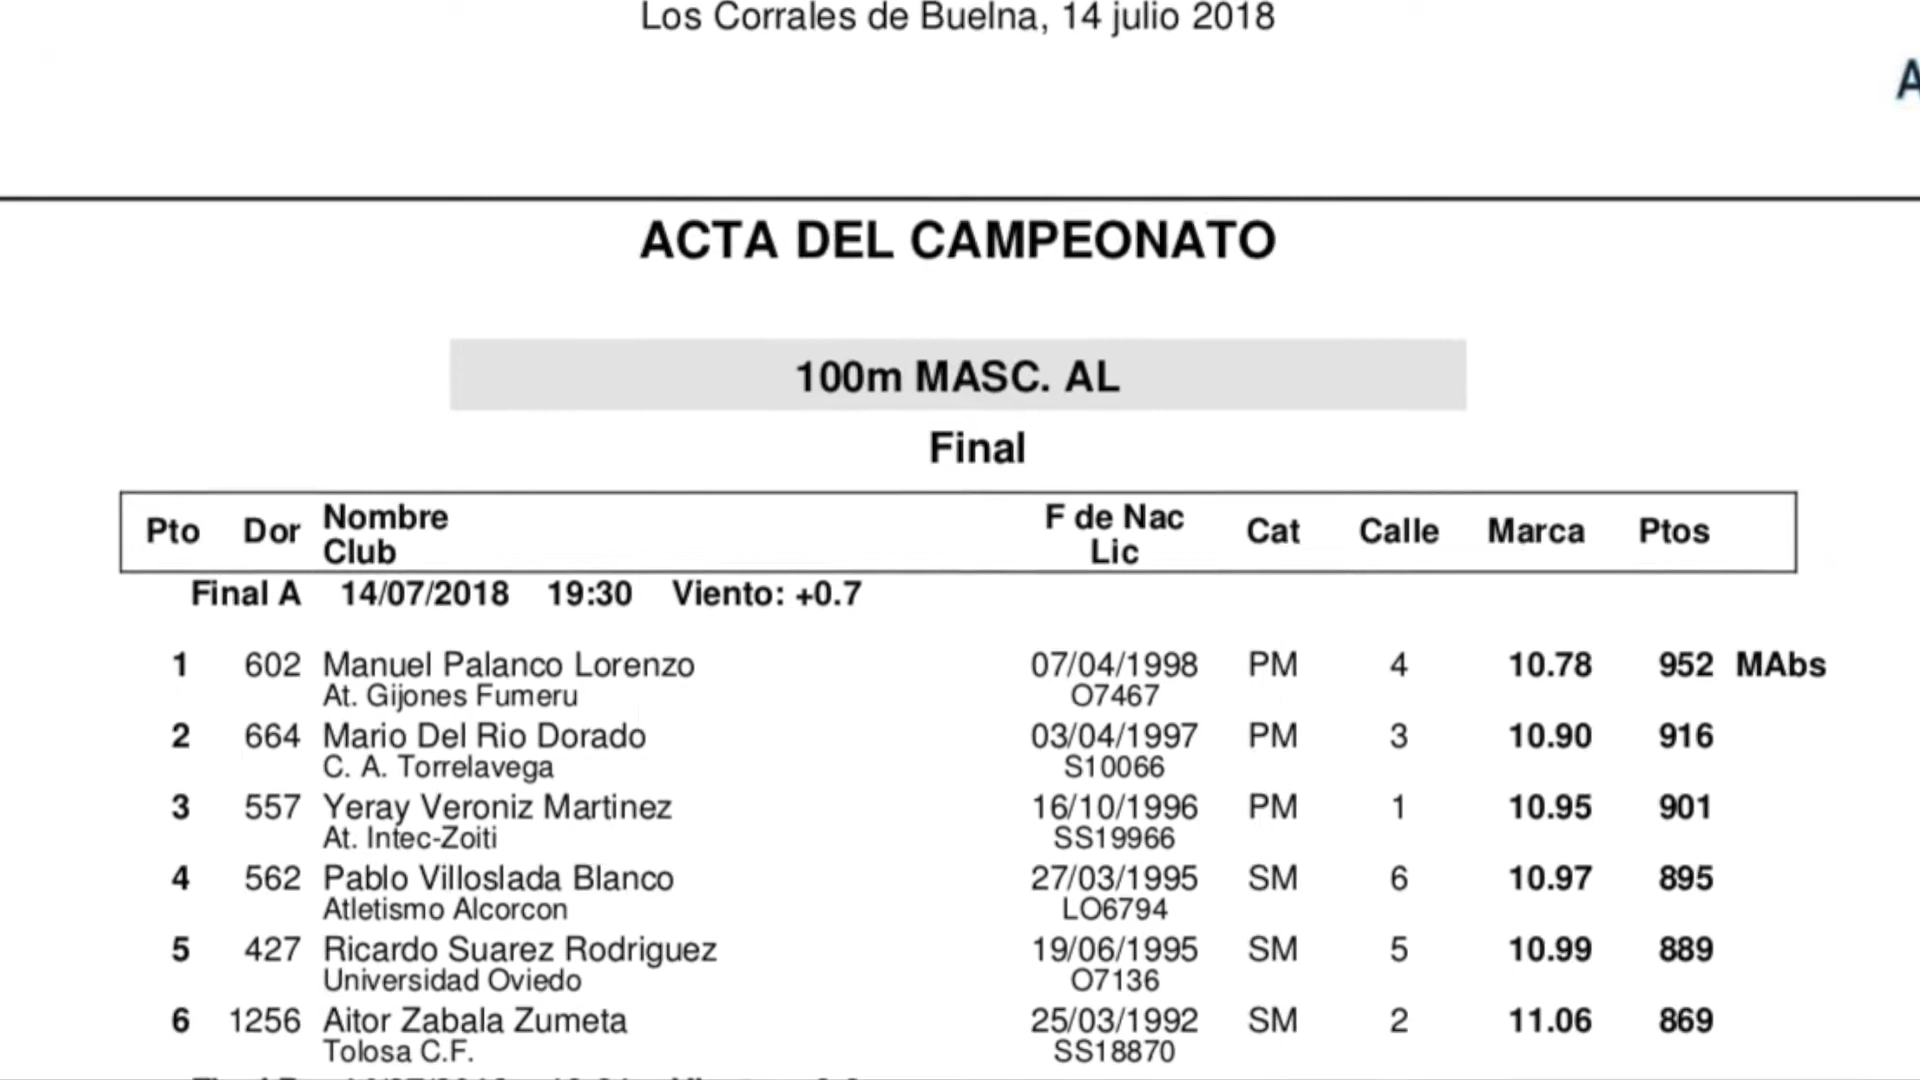 Los Corrales de Buelna, 14 julio 2018
A
ACTA DEL CAMPEONATO
100m MASC. AL
Final
Pto Dor Nombre Club F de Nac Lic Cat Calle Marca Ptos
Final A 14/07/2018 19:30 Viento: +0.7
1 602 Manuel Palanco Lorenzo 07/04/1998 PM 4 10.78 952 MAbs
At. Gijones Fumeru O7467
2 664 Mario Del Rio Dorado 03/04/1997 PM 3 10.90 916
C. A. Torrelavega S10066
3 557 Yeray Veroniz Martinez 16/10/1996 PM 1 10.95 901
At. Intec-Zoiti SS19966
4 562 Pablo Villoslada Blanco 27/03/1995 SM 6 10.97 895
Atletismo Alcorcon LO6794
5 427 Ricardo Suarez Rodriguez 19/06/1995 SM 5 10.99 889
Universidad Oviedo O7136
6 1256 Aitor Zabala Zumeta 25/03/1992 SM 2 11.06 869
Tolosa C.F. SS18870